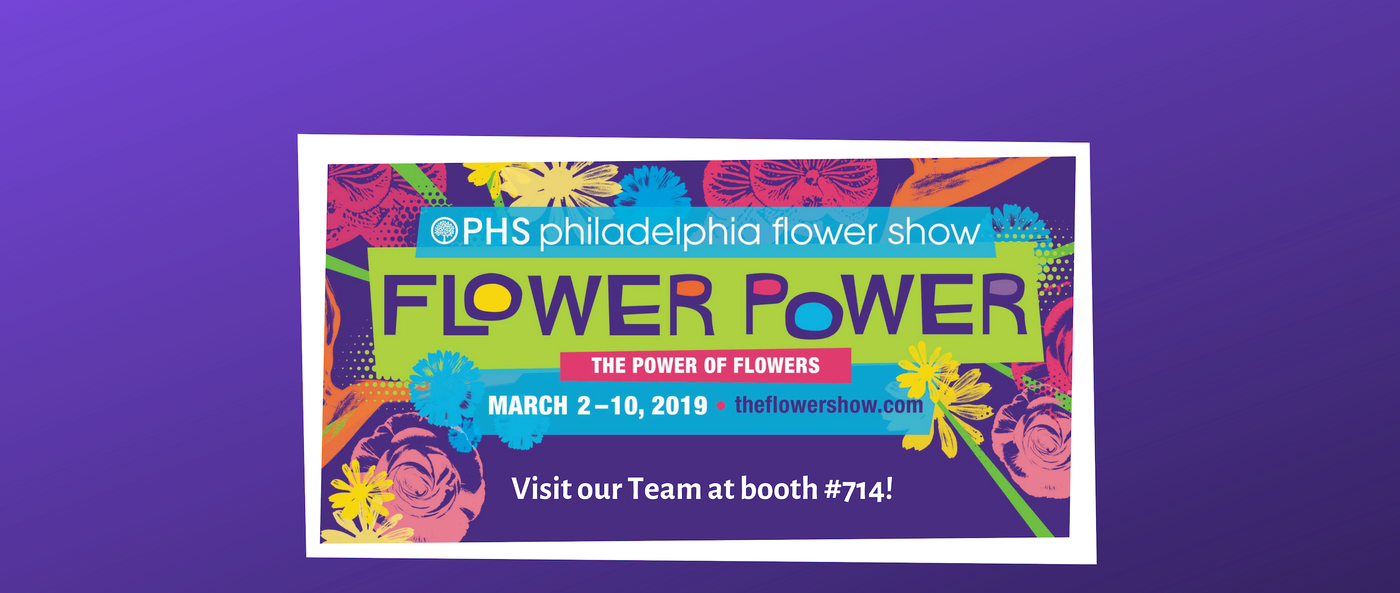 PHS philadelphia flower show
FLOWER POWER
THE POWER OF FLOWERS
MARCH 2–10, 2019 • theflowershow.com
Visit our Team at booth #714!